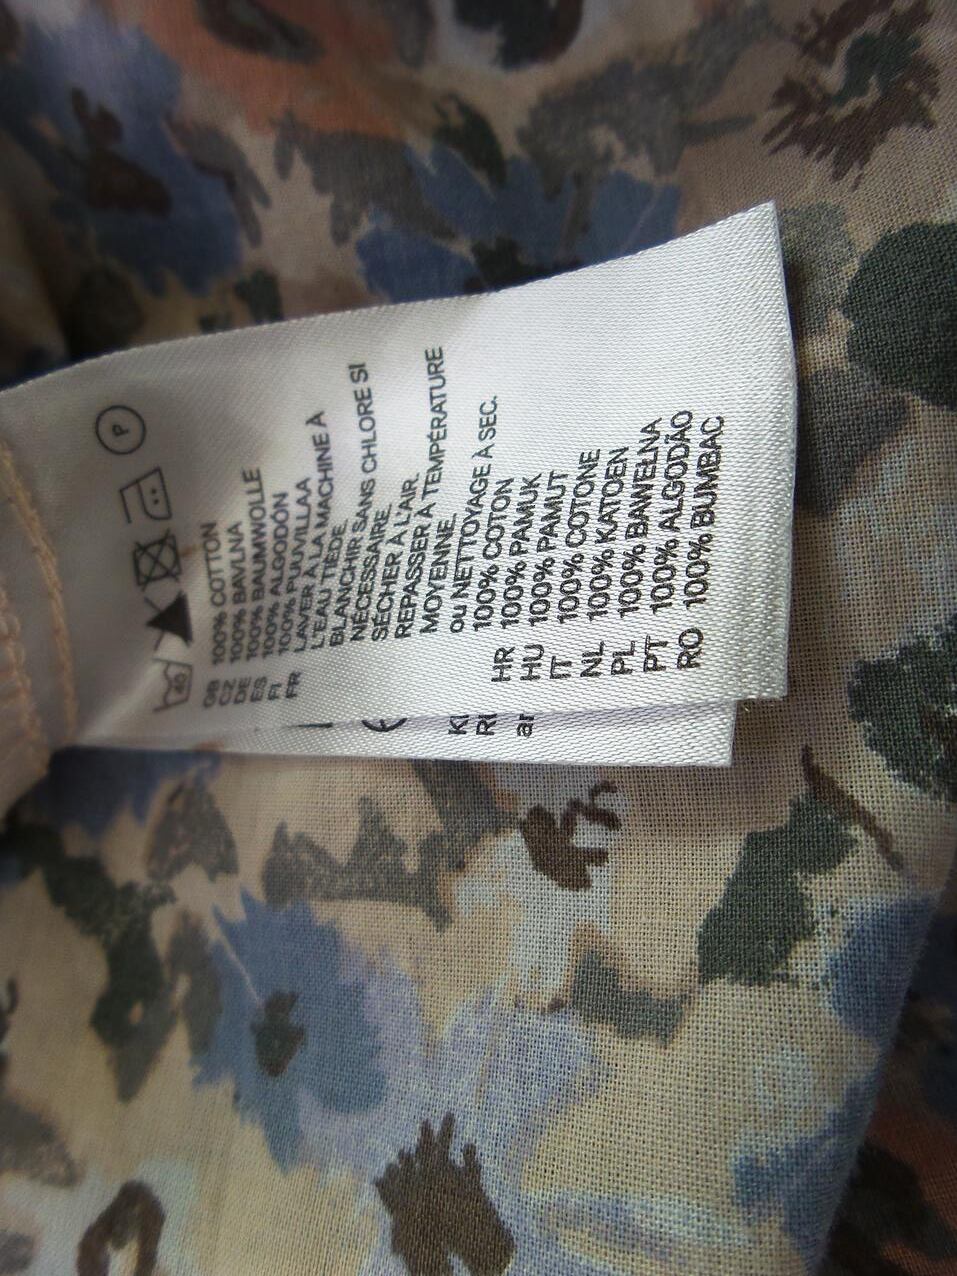 40
P
GB 100% COTTON
CZ 100% BAVLNA
DE 100% BAUMWOLLE
ES 100% ALGODÓN
FI 100% PUUVILLAA
FR LAVER À LA MACHINE À
L'EAU TIÈDE.
BLANCHIR SANS CHLORE SI
NÉCESSAIRE.
SÉCHER À L'AIR.
REPASSER À TEMPÉRATURE
MOYENNE.
OU NETTOYAGE À SEC.
100% COTON
HR 100% PAMUK
HU 100% PAMUT
IT 100% COTONE
NL 100% KATOEN
PL 100% BAWEŁNA
PT 100% ALGODÃO
RO 100% BUMBAC